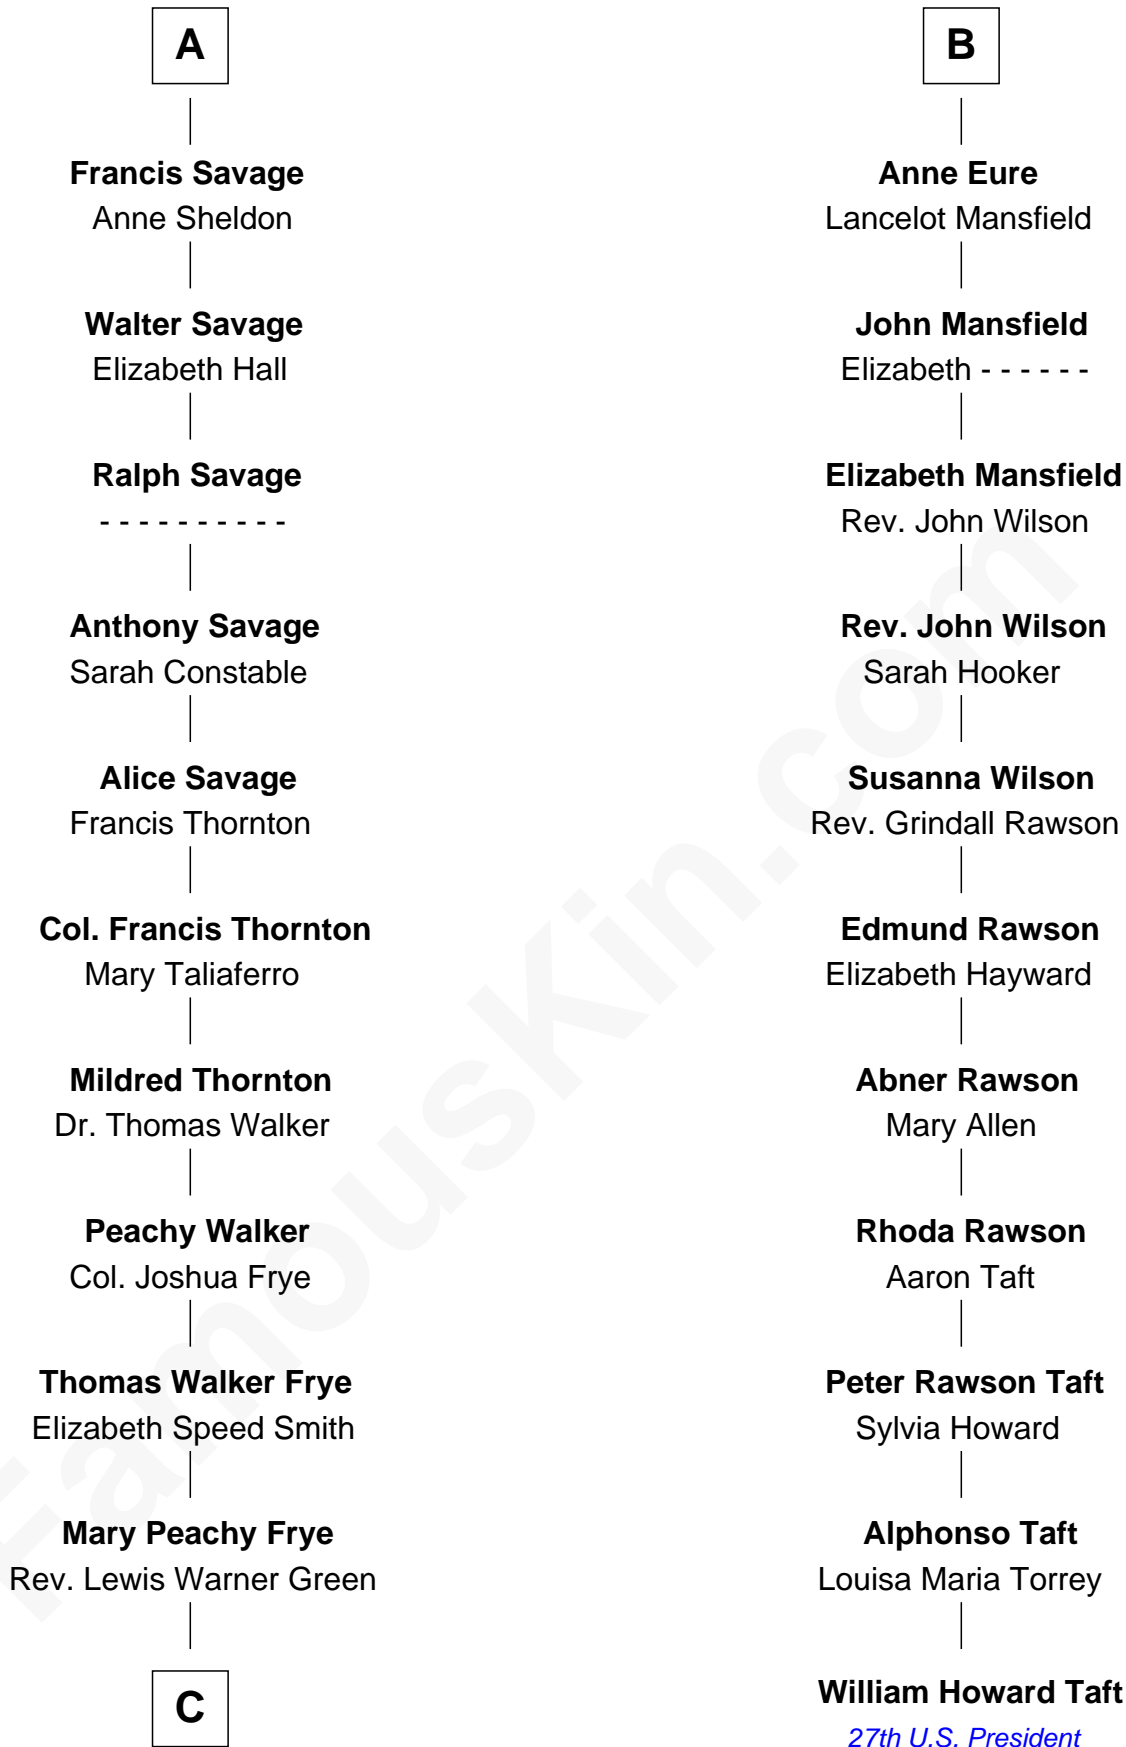 A
Francis Savage
Anne Sheldon
Walter Savage
Elizabeth Hall
Ralph Savage
- - - - - - - - - -
Anthony Savage
Sarah Constable
Alice Savage
Francis Thornton
Col. Francis Thornton
Mary Taliaferro
Mildred Thornton
Dr. Thomas Walker
Peachy Walker
Col. Joshua Frye
Thomas Walker Frye
Elizabeth Speed Smith
Mary Peachy Frye
Rev. Lewis Warner Green
C
B
Anne Eure
Lancelot Mansfield
John Mansfield
Elizabeth - - - - - -
Elizabeth Mansfield
Rev. John Wilson
Rev. John Wilson
Sarah Hooker
Susanna Wilson
Rev. Grindall Rawson
Edmund Rawson
Elizabeth Hayward
Abner Rawson
Mary Allen
Rhoda Rawson
Aaron Taft
Peter Rawson Taft
Sylvia Howard
Alphonso Taft
Louisa Maria Torrey
William Howard Taft
27th U.S. President
FamousKin.com